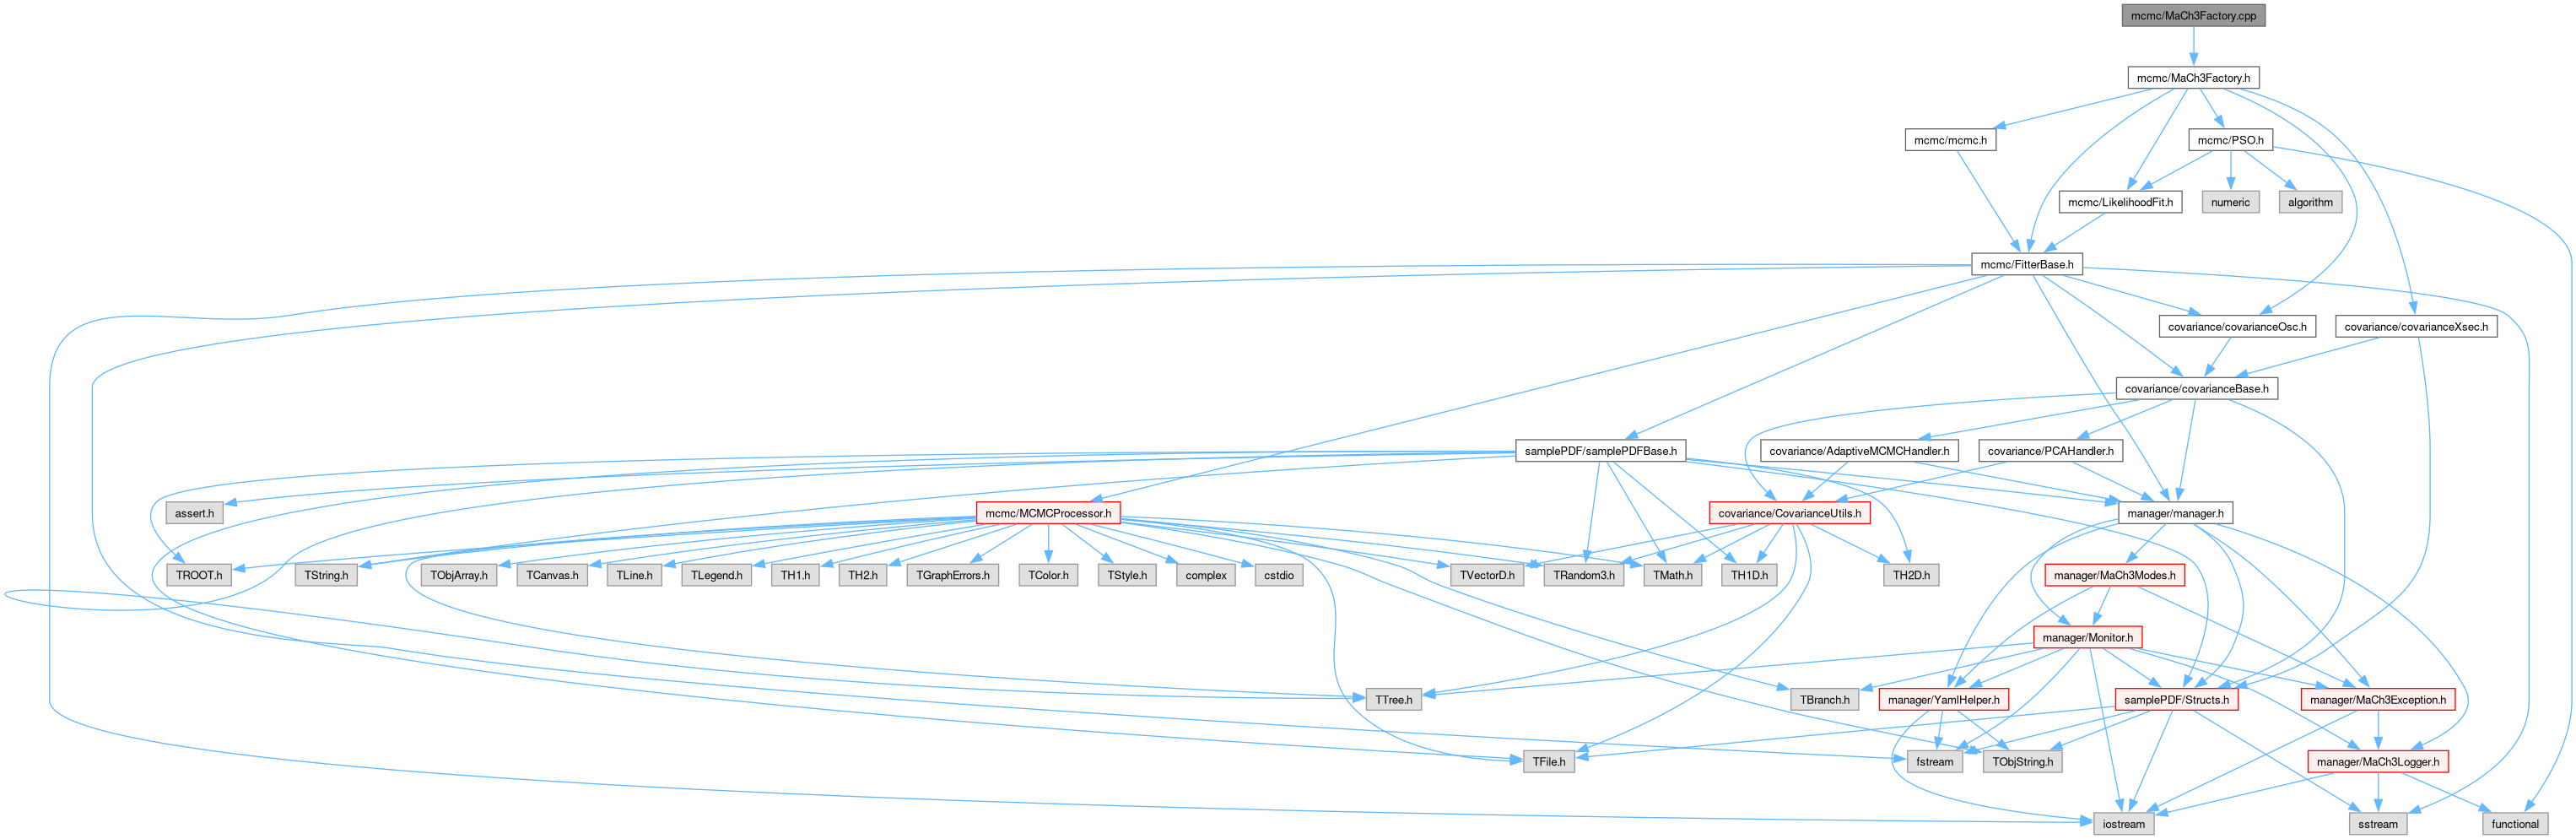 mcmc/MaCh3Factory.cpp
mcmc/MaCh3Factory.h
mcmc/mcmc.h
mcmc/PSO.h
mcmc/LikelihoodFit.h
numeric
algorithm
mcmc/FitterBase.h
covariance/covarianceOsc.h
covariance/covarianceXsec.h
covariance/covarianceBase.h
samplePDF/samplePDFBase.h
covariance/AdaptiveMCMCHandler.h
covariance/PCAHandler.h
assert.h
mcmc/MCMCProcessor.h
covariance/CovarianceUtils.h
manager/manager.h
TROOT.h
TString.h
TObjArray.h
TCanvas.h
TLine.h
TLegend.h
TH1.h
TH2.h
TGraphErrors.h
TColor.h
TStyle.h
complex
cstdio
TVectorD.h
TRandom3.h
TMath.h
TH1D.h
TH2D.h
manager/MaCh3Modes.h
manager/Monitor.h
TTree.h
TBranch.h
manager/YamlHelper.h
samplePDF/Structs.h
manager/MaCh3Exception.h
TFile.h
fstream
TObjString.h
manager/MaCh3Logger.h
iostream
sstream
functional